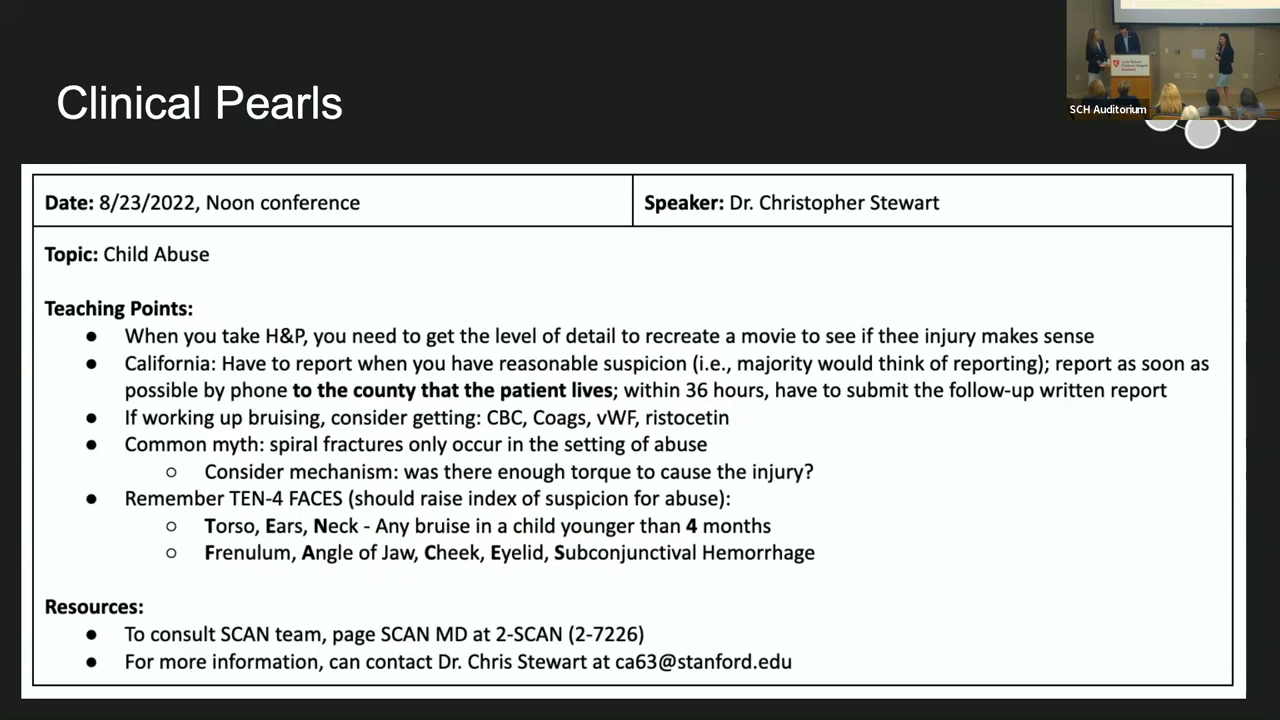 Clinical Pearls
SCH Auditorium
Date: 8/23/2022, Noon conference
Speaker: Dr. Christopher Stewart
Topic: Child Abuse
Teaching Points:
● When you take H&P, you need to get the level of detail to recreate a movie to see if thee injury makes sense
● California: Have to report when you have reasonable suspicion (i.e., majority would think of reporting); report as soon as
possible by phone to the county that the patient lives; within 36 hours, have to submit the follow-up written report
● If working up bruising, consider getting: CBC, Coags, vWF, ristocetin
● Common myth: spiral fractures only occur in the setting of abuse
○ Consider mechanism: was there enough torque to cause the injury?
● Remember TEN-4 FACES (should raise index of suspicion for abuse):
○ Torso, Ears, Neck - Any bruise in a child younger than 4 months
○ Frenulum, Angle of Jaw, Cheek, Eyelid, Subconjunctival Hemorrhage
Resources:
● To consult SCAN team, page SCAN MD at 2-SCAN (2-7226)
● For more information, can contact Dr. Chris Stewart at ca63@stanford.edu